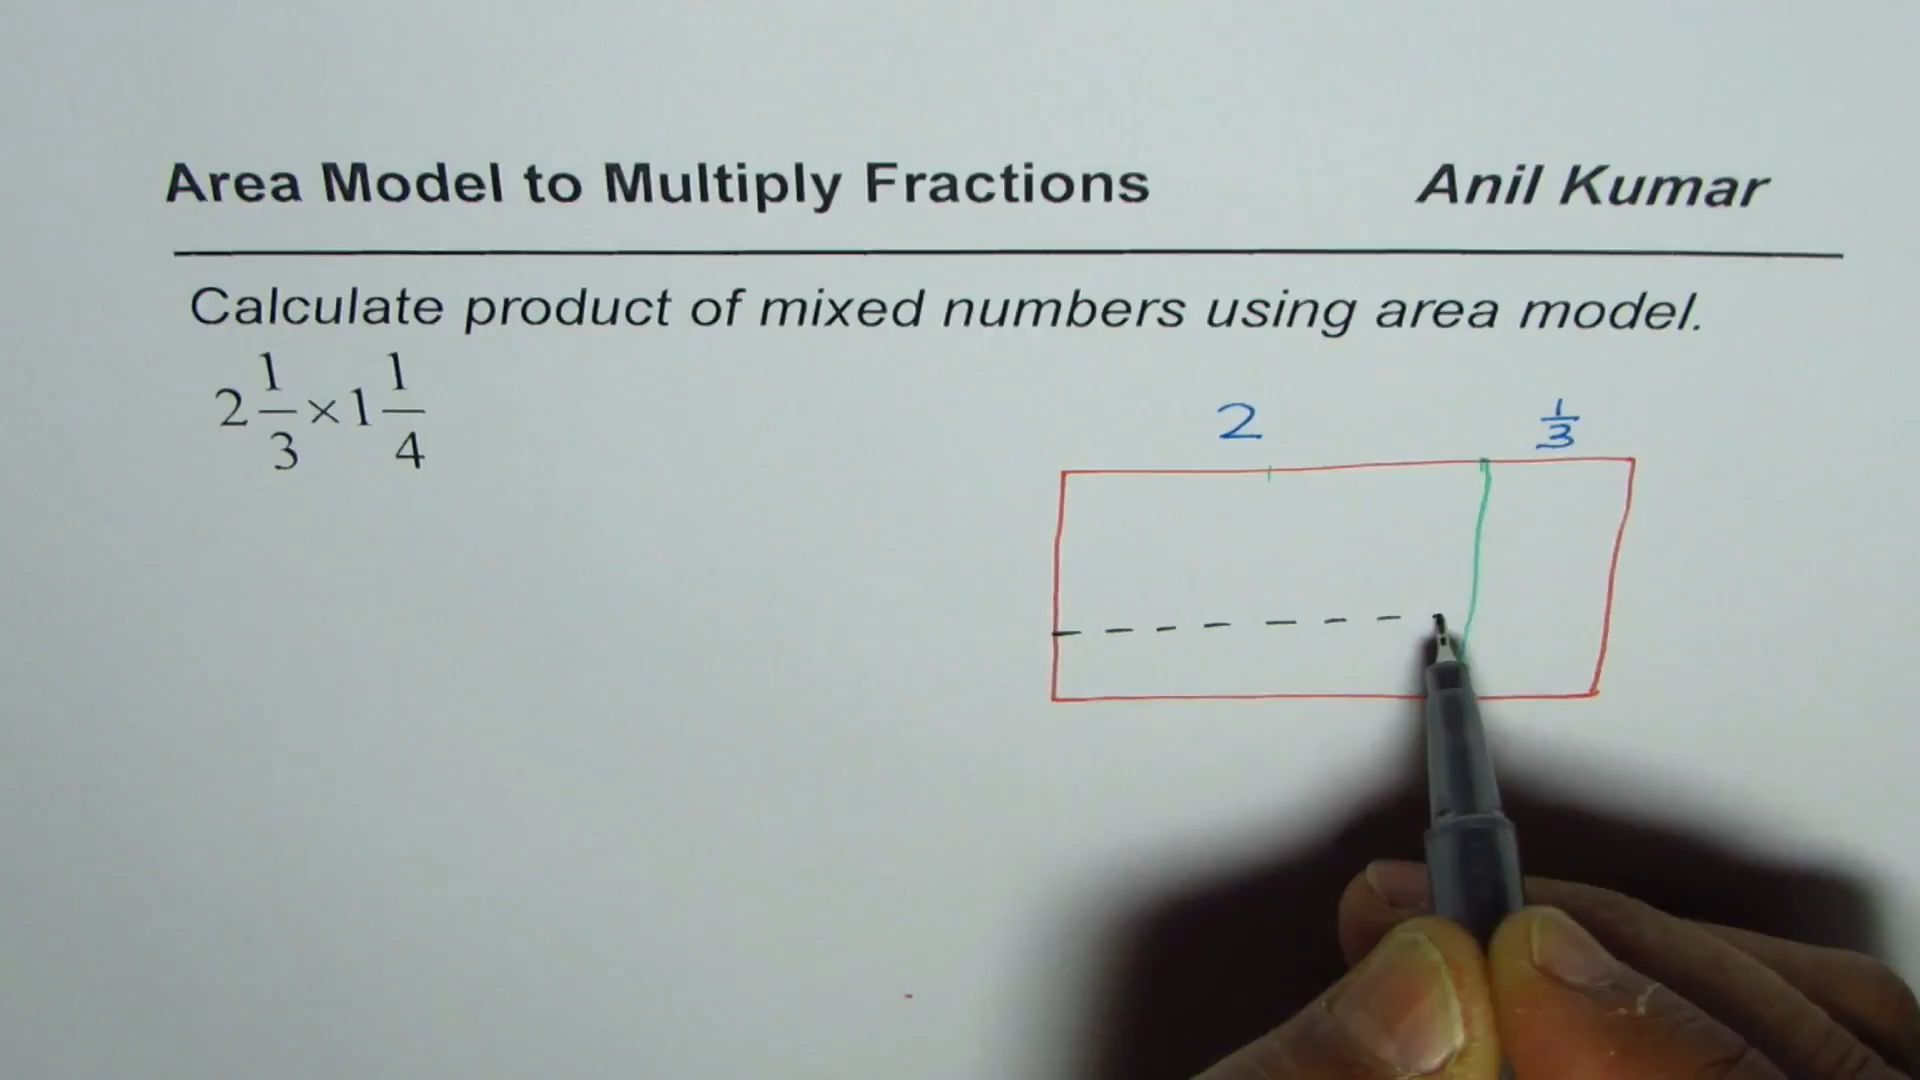 Area Model to Multiply Fractions Anil Kumar
Calculate product of mixed numbers using area model.
2 1/3 × 1 1/4
2 1/3